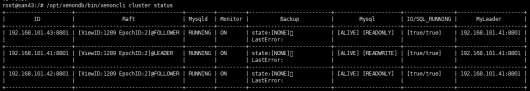 root@san43:/# /opt/xenondb/bin/xenoncli cluster status
| ID | Raft | Mysqld | Monitor | Backup | Mysql | IO/SQL_RUNNING | MyLeader |
| 192.168.101.43:8801 | [ViewID:1289 EpochID:2]@FOLLOWER | RUNNING | ON | state:[NONE] | [ALIVE] [READONLY] | [true/true] | 192.168.101.41:8801 |
| | | | | LastError: | | | |
| 192.168.101.41:8801 | [ViewID:1289 EpochID:2]@LEADER | RUNNING | ON | state:[NONE] | [ALIVE] [READWRITE] | [true/true] | 192.168.101.41:8801 |
| | | | | LastError: | | | |
| 192.168.101.42:8801 | [ViewID:1289 EpochID:2]@FOLLOWER | RUNNING | ON | state:[NONE] | [ALIVE] [READONLY] | [true/true] | 192.168.101.41:8801 |
| | | | | LastError: | | | |